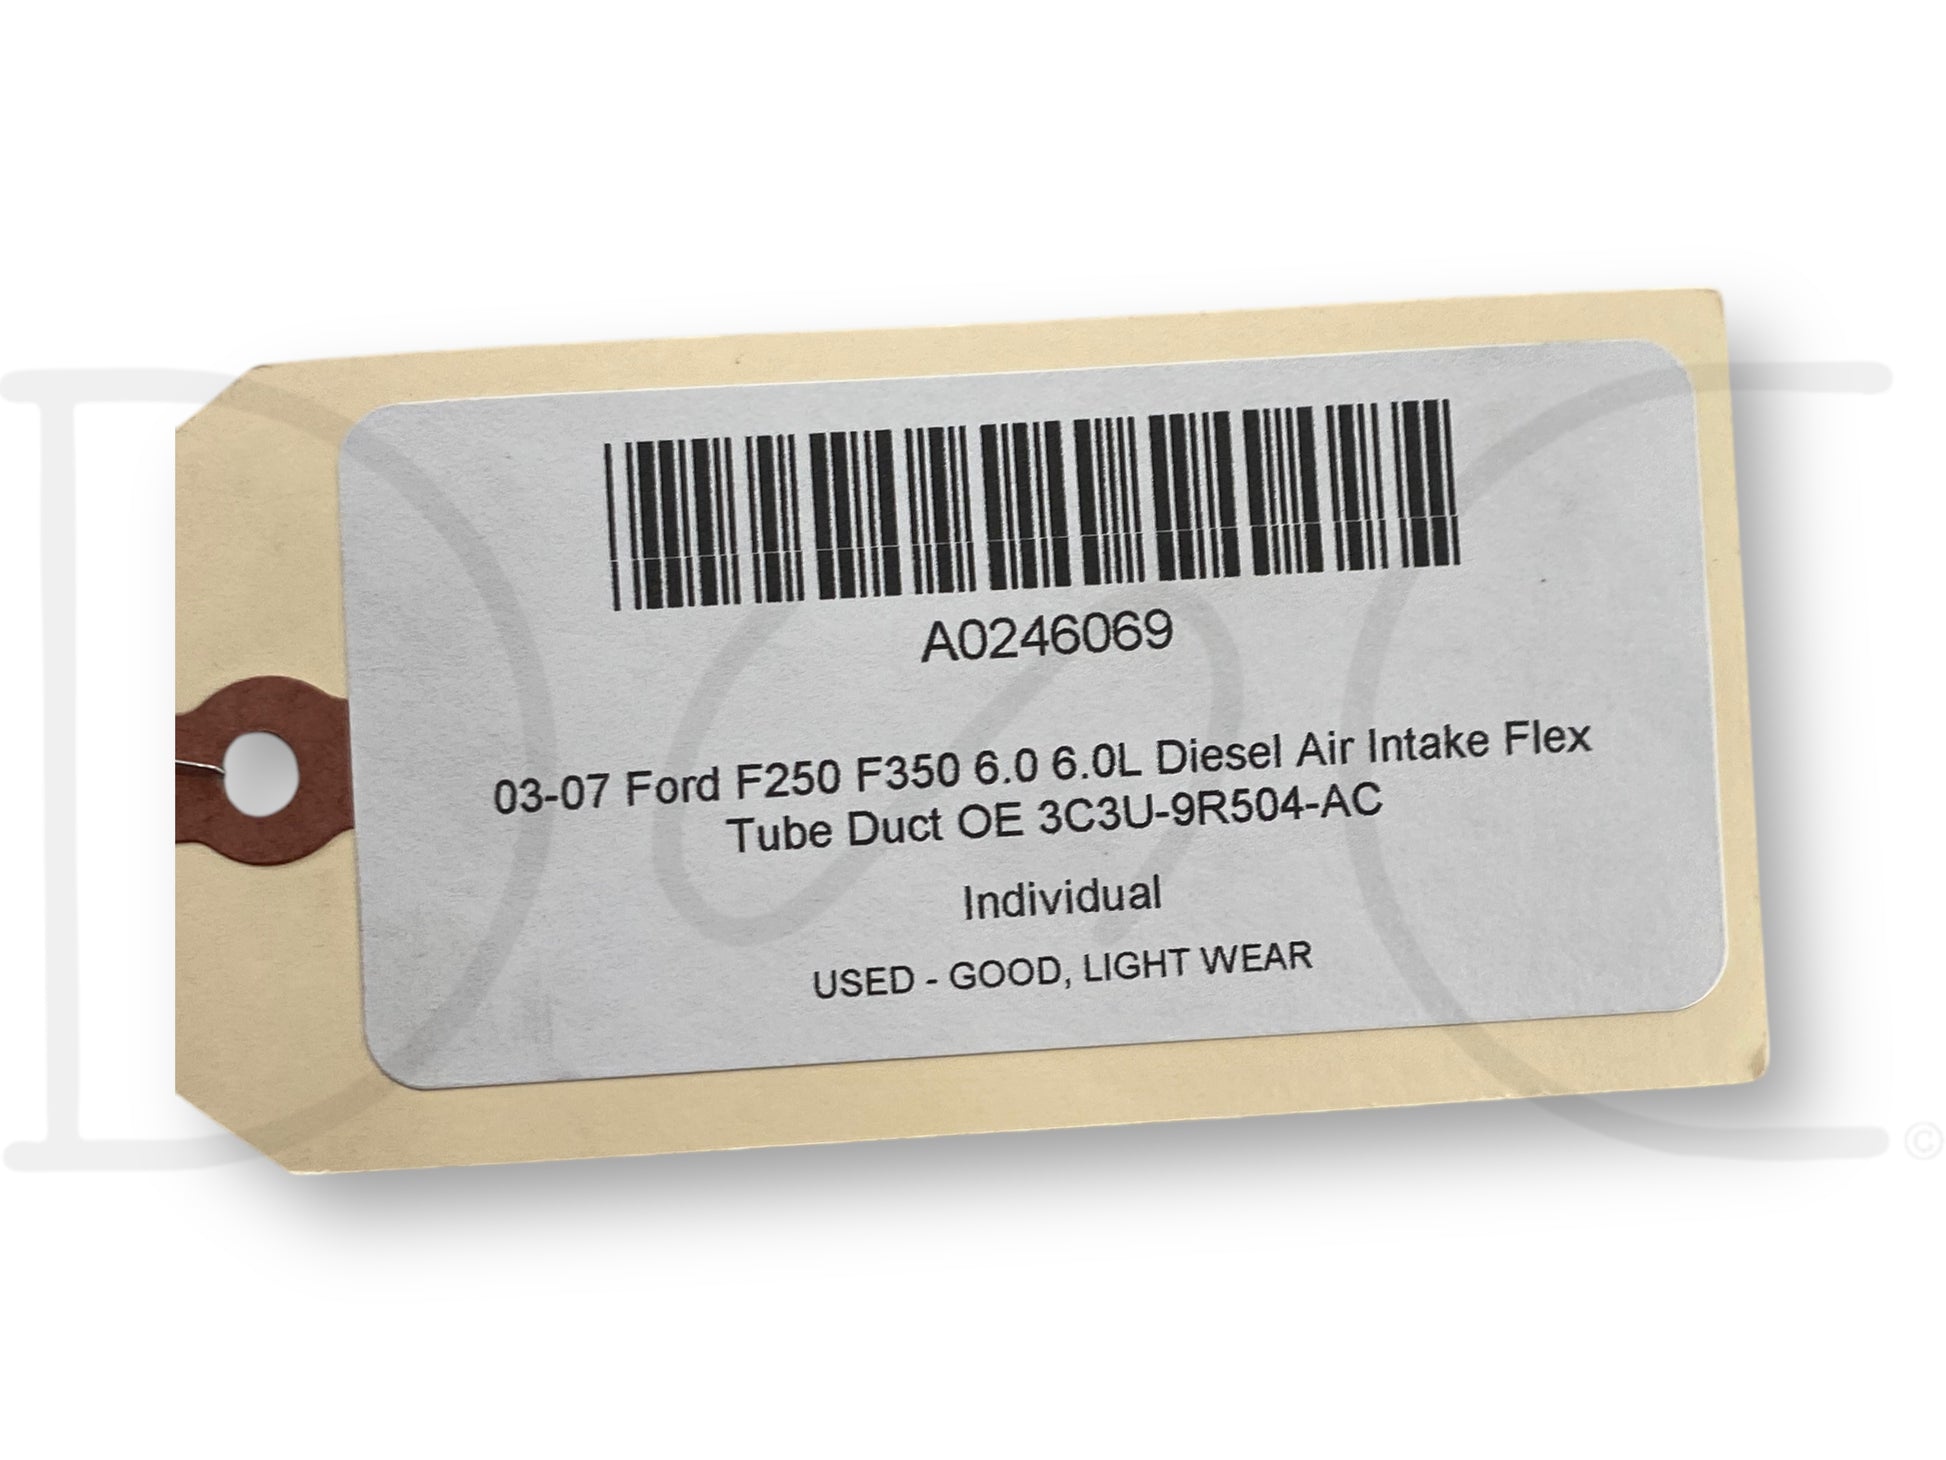 A0246069
03-07 Ford F250 F350 6.0 6.0L Diesel Air Intake Flex
Tube Duct OE 3C3U-9R504-AC
Individual
USED - GOOD, LIGHT WEAR
©